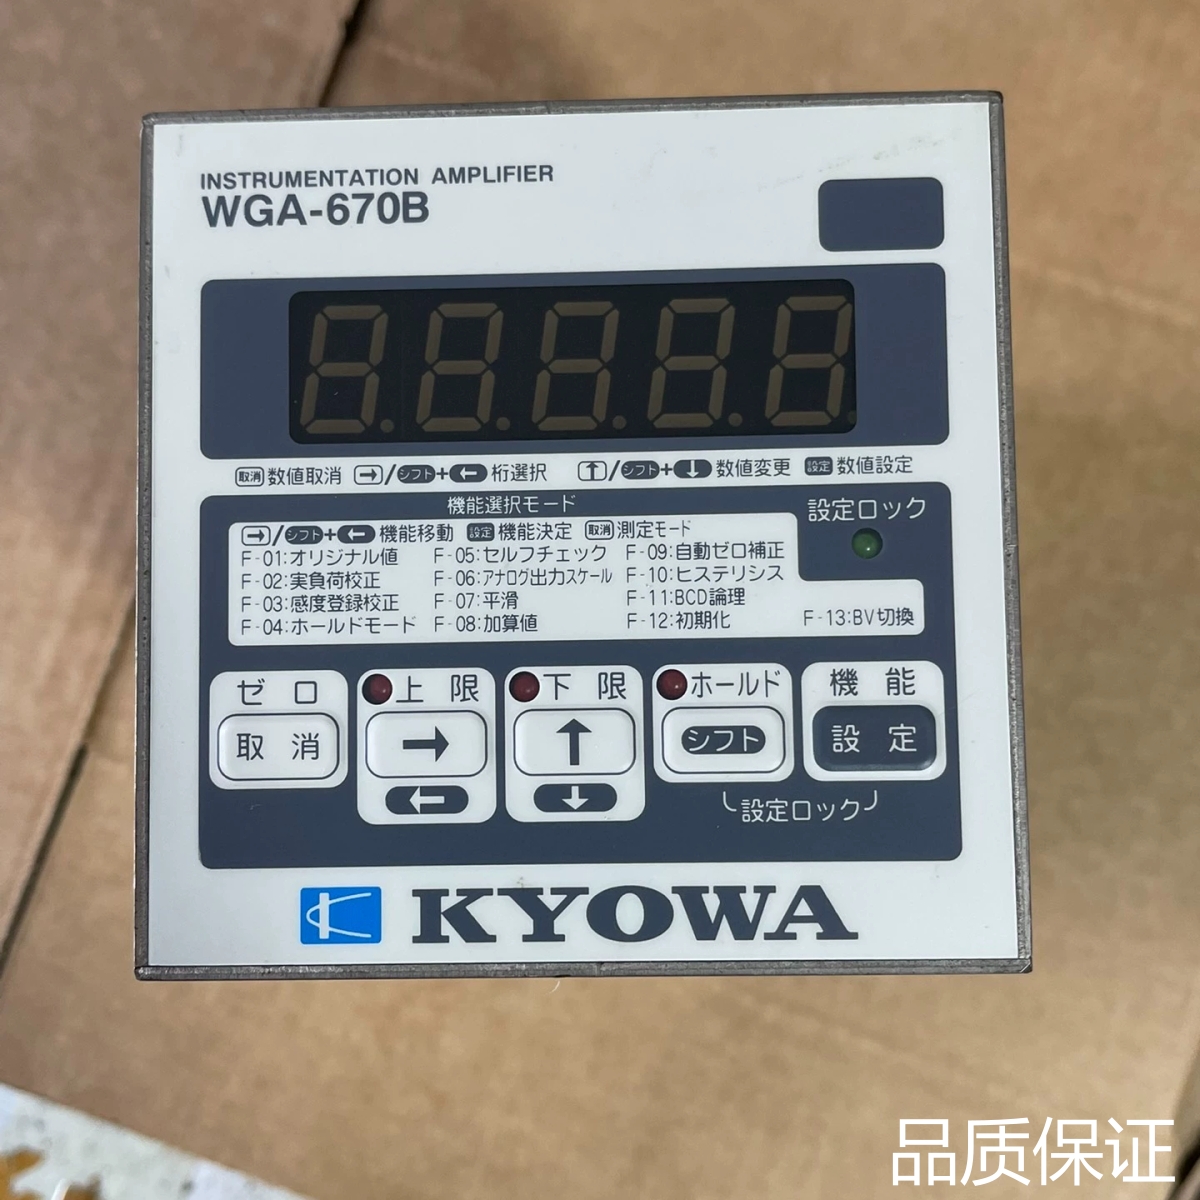 INSTRUMENTATION AMPLIFIER
WGA-670B
取消 数値取消 →/シフト+← 桁選択 ↑/シフト+↓ 数値変更 設定 数値設定
機能選択モード
設定ロック
→/シフト+← 機能移動 設定 機能決定 取消 測定モード
F-01:オリジナル値 F-05:セルフチェック F-09:自動ゼロ補正
F-02:実負荷校正 F-06:アナログ出力スケール F-10:ヒステリシス
F-03:感度登録校正 F-07:平滑 F-11:BCD論理
F-04:ホールドモード F-08:加算値 F-12:初期化 F-13:BV切換
ゼロ 上限 下限 ホールド 機能
取消 → ↑ シフト 設定
← ↓ 設定ロック
KYOWA
品质保证